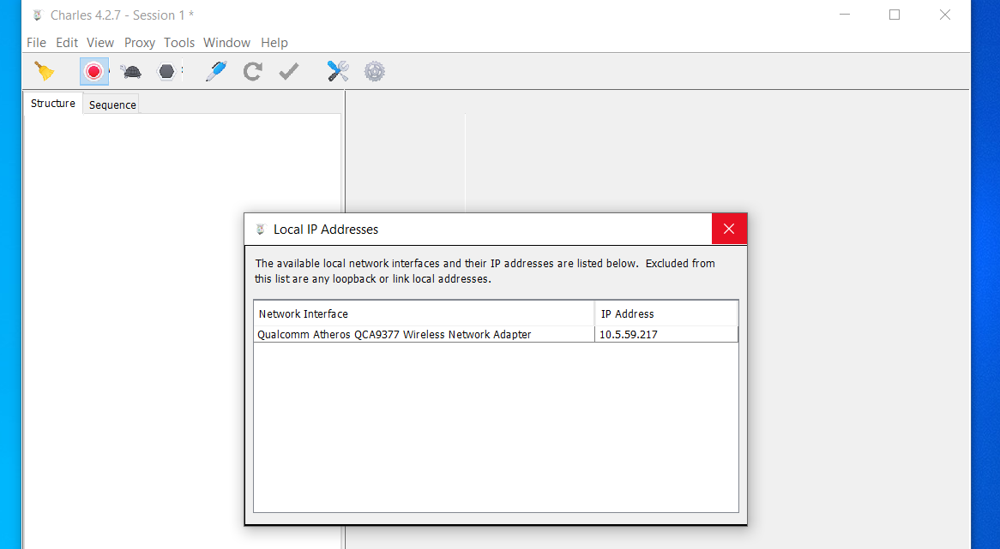 Charles 4.2.7 - Session 1 *
File Edit View Proxy Tools Window Help
Structure Sequence
Local IP Addresses
The available local network interfaces and their IP addresses are listed below. Excluded from
this list are any loopback or link local addresses.
Network Interface IP Address
Qualcomm Atheros QCA9377 Wireless Network Adapter 10.5.59.217